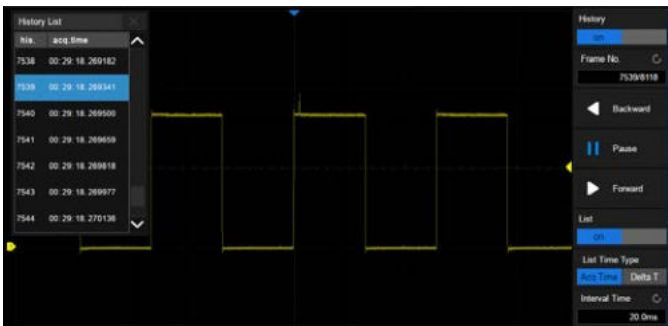 History List
his. acq.time
7538 00: 29: 18. 269182
7539 00: 29: 18. 269341
7540 00: 29: 18. 269500
7541 00: 29: 18. 269659
7542 00: 29: 18. 269818
7543 00: 29: 18. 269977
7544 00: 29: 18. 270136
History
on
Frame No.
7539/8118
Backward
Pause
Forward
List
on
List Time Type
Acq Time Delta T
Interval Time
20.0ms